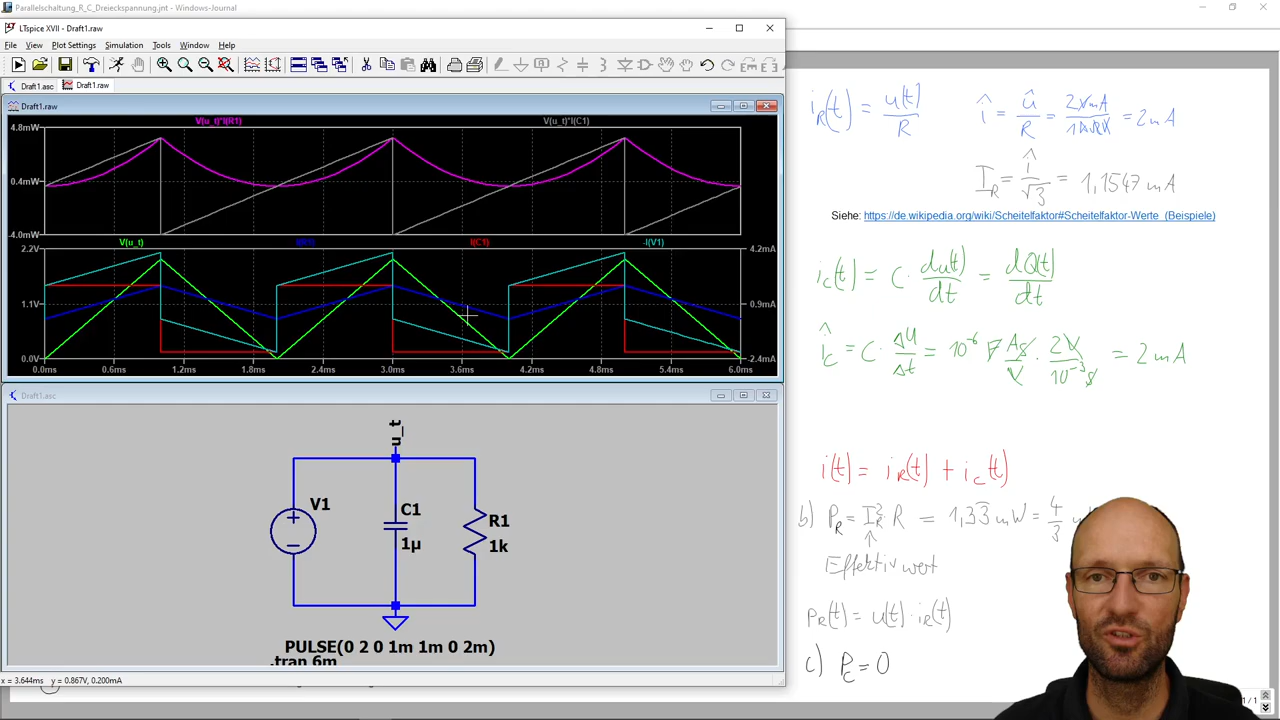 Parallelschaltung_R_C_Dreieckspannung.jnt - Windows-Journal
LTspice XVII - Draft1.raw
File View Plot Settings Simulation Tools Window Help
Draft1.asc Draft1.raw
Draft1.raw
V(u_t)*I(R1) V(u_t)*I(C1)
4.8mW
0.4mW
-4.0mW
V(u_t) I(R1) I(C1) -I(V1)
2.2V 4.2mA
1.1V 0.9mA
0.0V -2.4mA
0.0ms 0.6ms 1.2ms 1.8ms 2.4ms 3.0ms 3.6ms 4.2ms 4.8ms 5.4ms 6.0ms
Draft1.asc
u_t
V1
C1
1µ
R1
1k
PULSE(0 2 0 1m 1m 0 2m)
.tran 6m
x = 3.644ms y = 0.867V, 0.200mA
i_R(t) = u(t)/R î = û/R = 2V mA/1AkΩ = 2mA
I_R = î/√3 = 1,1547 mA
Siehe: https://de.wikipedia.org/wiki/Scheitelfaktor#Scheitelfaktor-Werte_(Beispiele)
i_C(t) = C · du(t)/dt = dQ(t)/dt
î_C = C · ΔU/Δt = 10⁻⁶ As/V · 2V/10⁻³s = 2mA
i(t) = i_R(t) + i_C(t)
b) P_R = I_R² · R = 1,33 mW = 4/3
Effektivwert
p_R(t) = u(t) · i_R(t)
c) P_C = 0
1 / 1